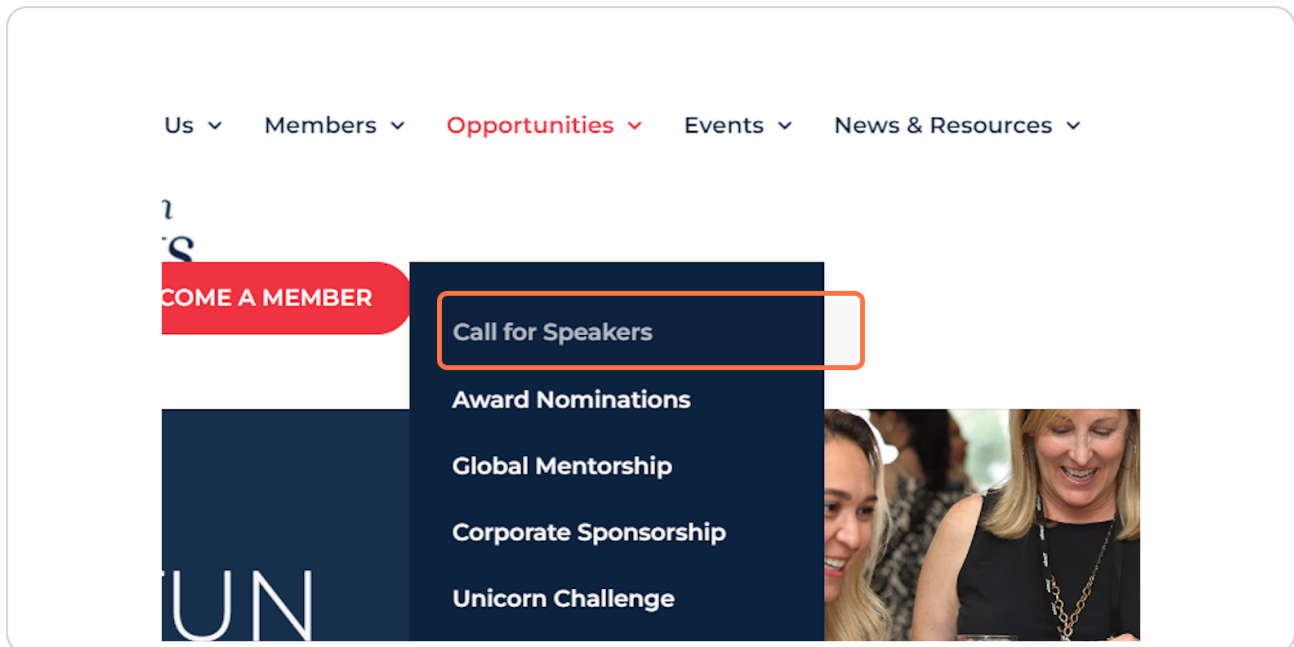 Us Members Opportunities Events News & Resources
COME A MEMBER
Call for Speakers
Award Nominations
Global Mentorship
Corporate Sponsorship
Unicorn Challenge
UN